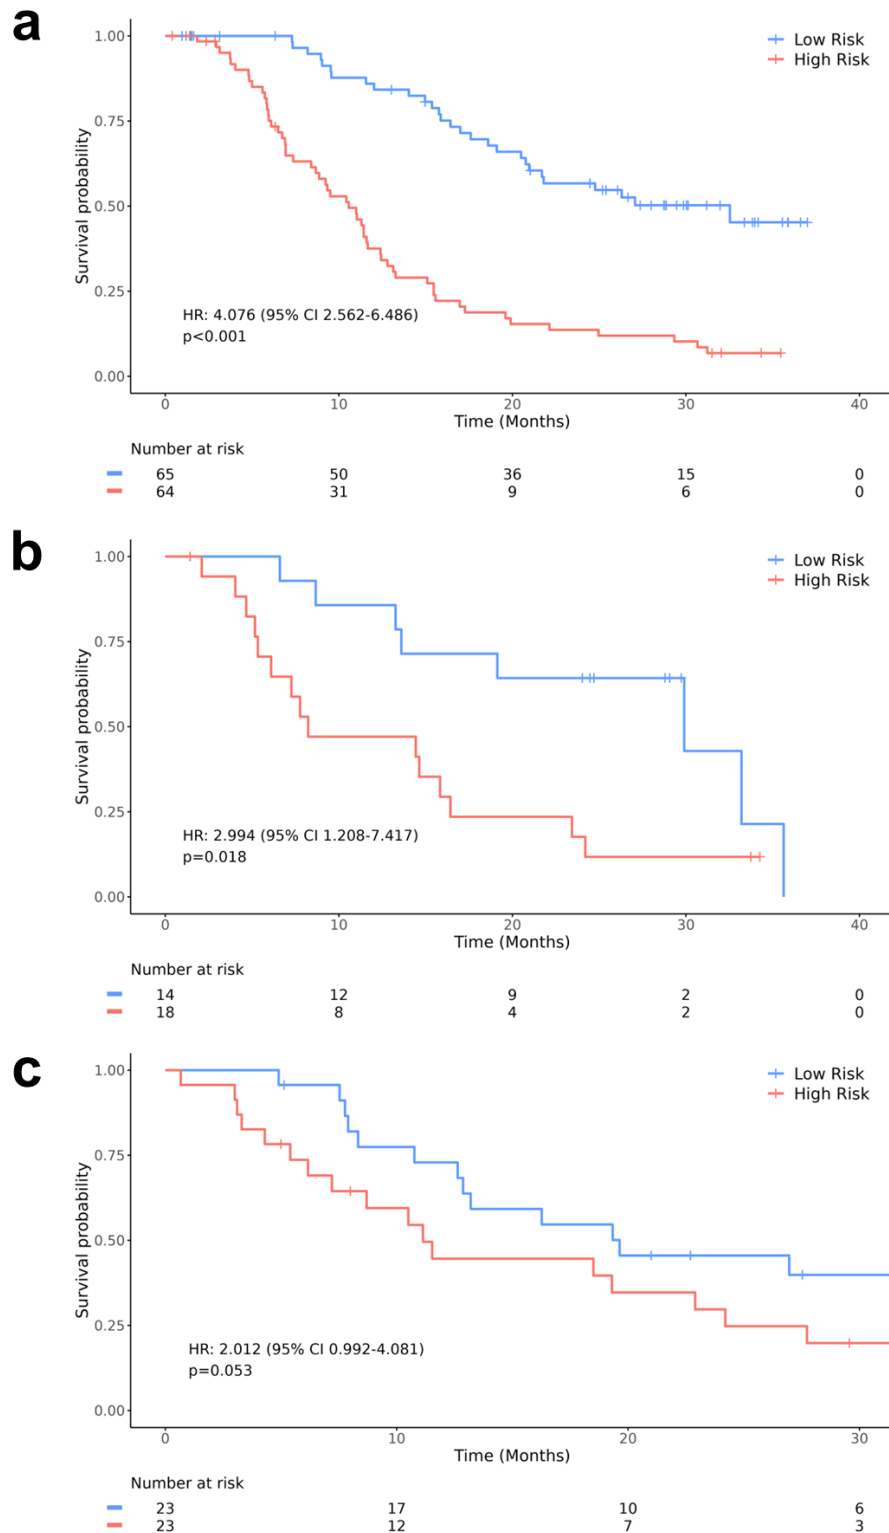 a
1.00
0.75
0.50
0.25
0.00
Survival probability
Low Risk
High Risk
HR: 4.076 (95% CI 2.562-6.486)
p<0.001
0 10 20 30 40
Time (Months)
Number at risk
65 50 36 15 0
64 31 9 6 0
b
1.00
0.75
0.50
0.25
0.00
Survival probability
Low Risk
High Risk
HR: 2.994 (95% CI 1.208-7.417)
p=0.018
0 10 20 30 40
Time (Months)
Number at risk
14 12 9 2 0
18 8 4 2 0
c
1.00
0.75
0.50
0.25
0.00
Survival probability
Low Risk
High Risk
HR: 2.012 (95% CI 0.992-4.081)
p=0.053
0 10 20 30
Time (Months)
Number at risk
23 17 10 6
23 12 7 3